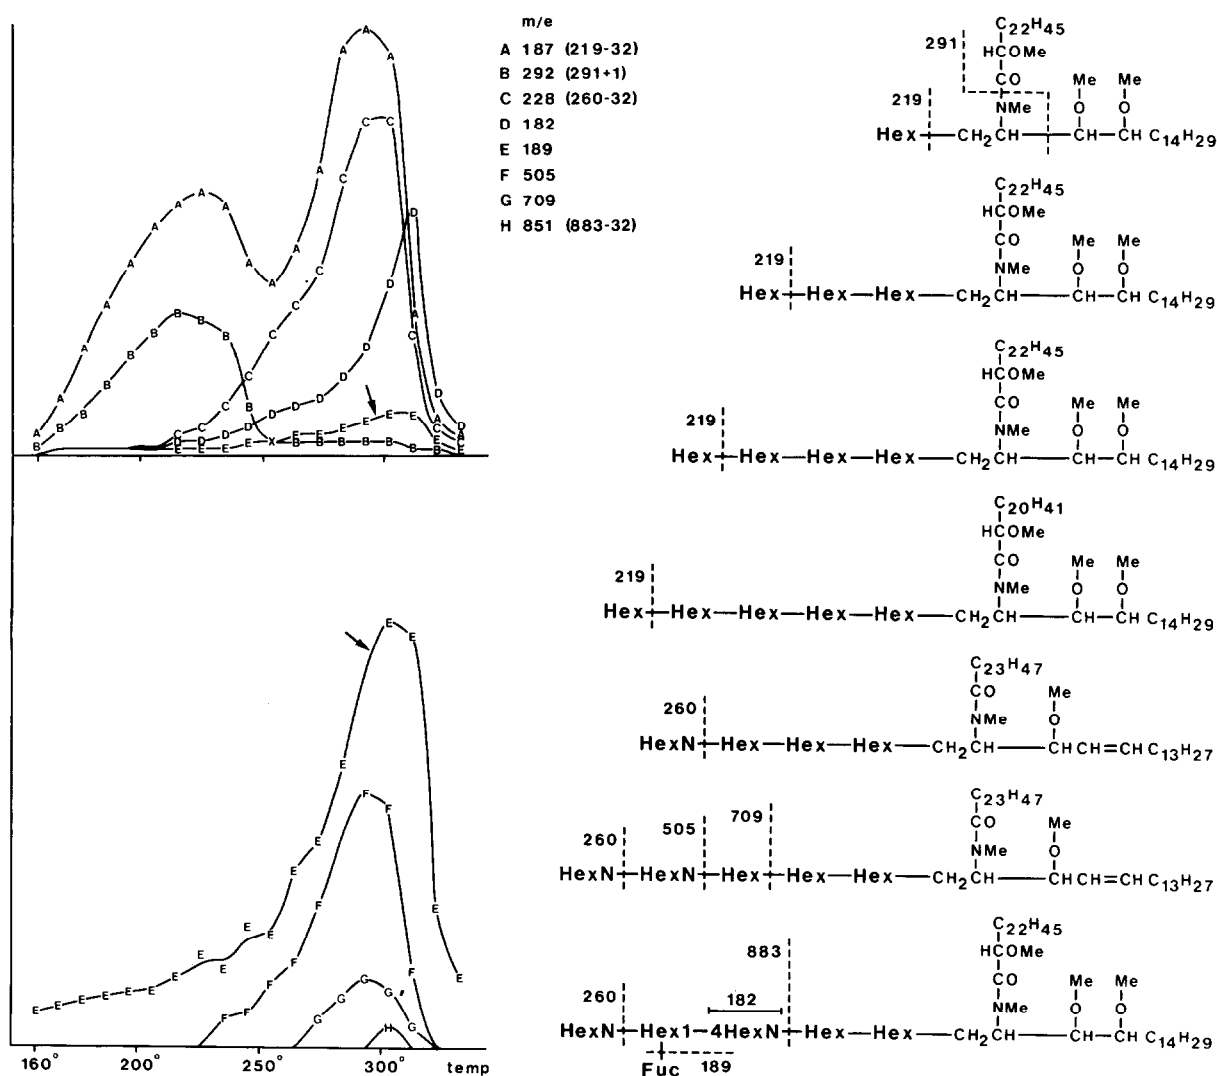 m/e
A 187 (219-32)
B 292 (291+1)
C 228 (260-32)
D 182
E 189
F 505
G 709
H 851 (883-32)
160° 200° 250° 300° temp
C22H45
291 HCOMe Me Me
CO O O
219 NMe
Hex—CH2CH—CH—CH C14H29
C22H45
HCOMe Me Me
CO O O
219 NMe
Hex—Hex—Hex—CH2CH—CH—CH C14H29
C22H45
HCOMe Me Me
CO O O
219 NMe
Hex—Hex—Hex—Hex—CH2CH—CH—CH C14H29
C20H41
HCOMe Me Me
CO O O
219 NMe
Hex—Hex—Hex—Hex—Hex—CH2CH—CH—CH C14H29
C23H47
CO Me
260 NMe O
HexN—Hex—Hex—Hex—CH2CH—CHCH=CHC13H27
C23H47
CO Me
260 505 709 NMe O
HexN—HexN—Hex—Hex—Hex—CH2CH—CHCH=CHC13H27
C22H45
883 HCOMe Me Me
CO O O
260 182 NMe
HexN—Hex1—4HexN—Hex—Hex—CH2CH—CH—CH C14H29
Fuc 189